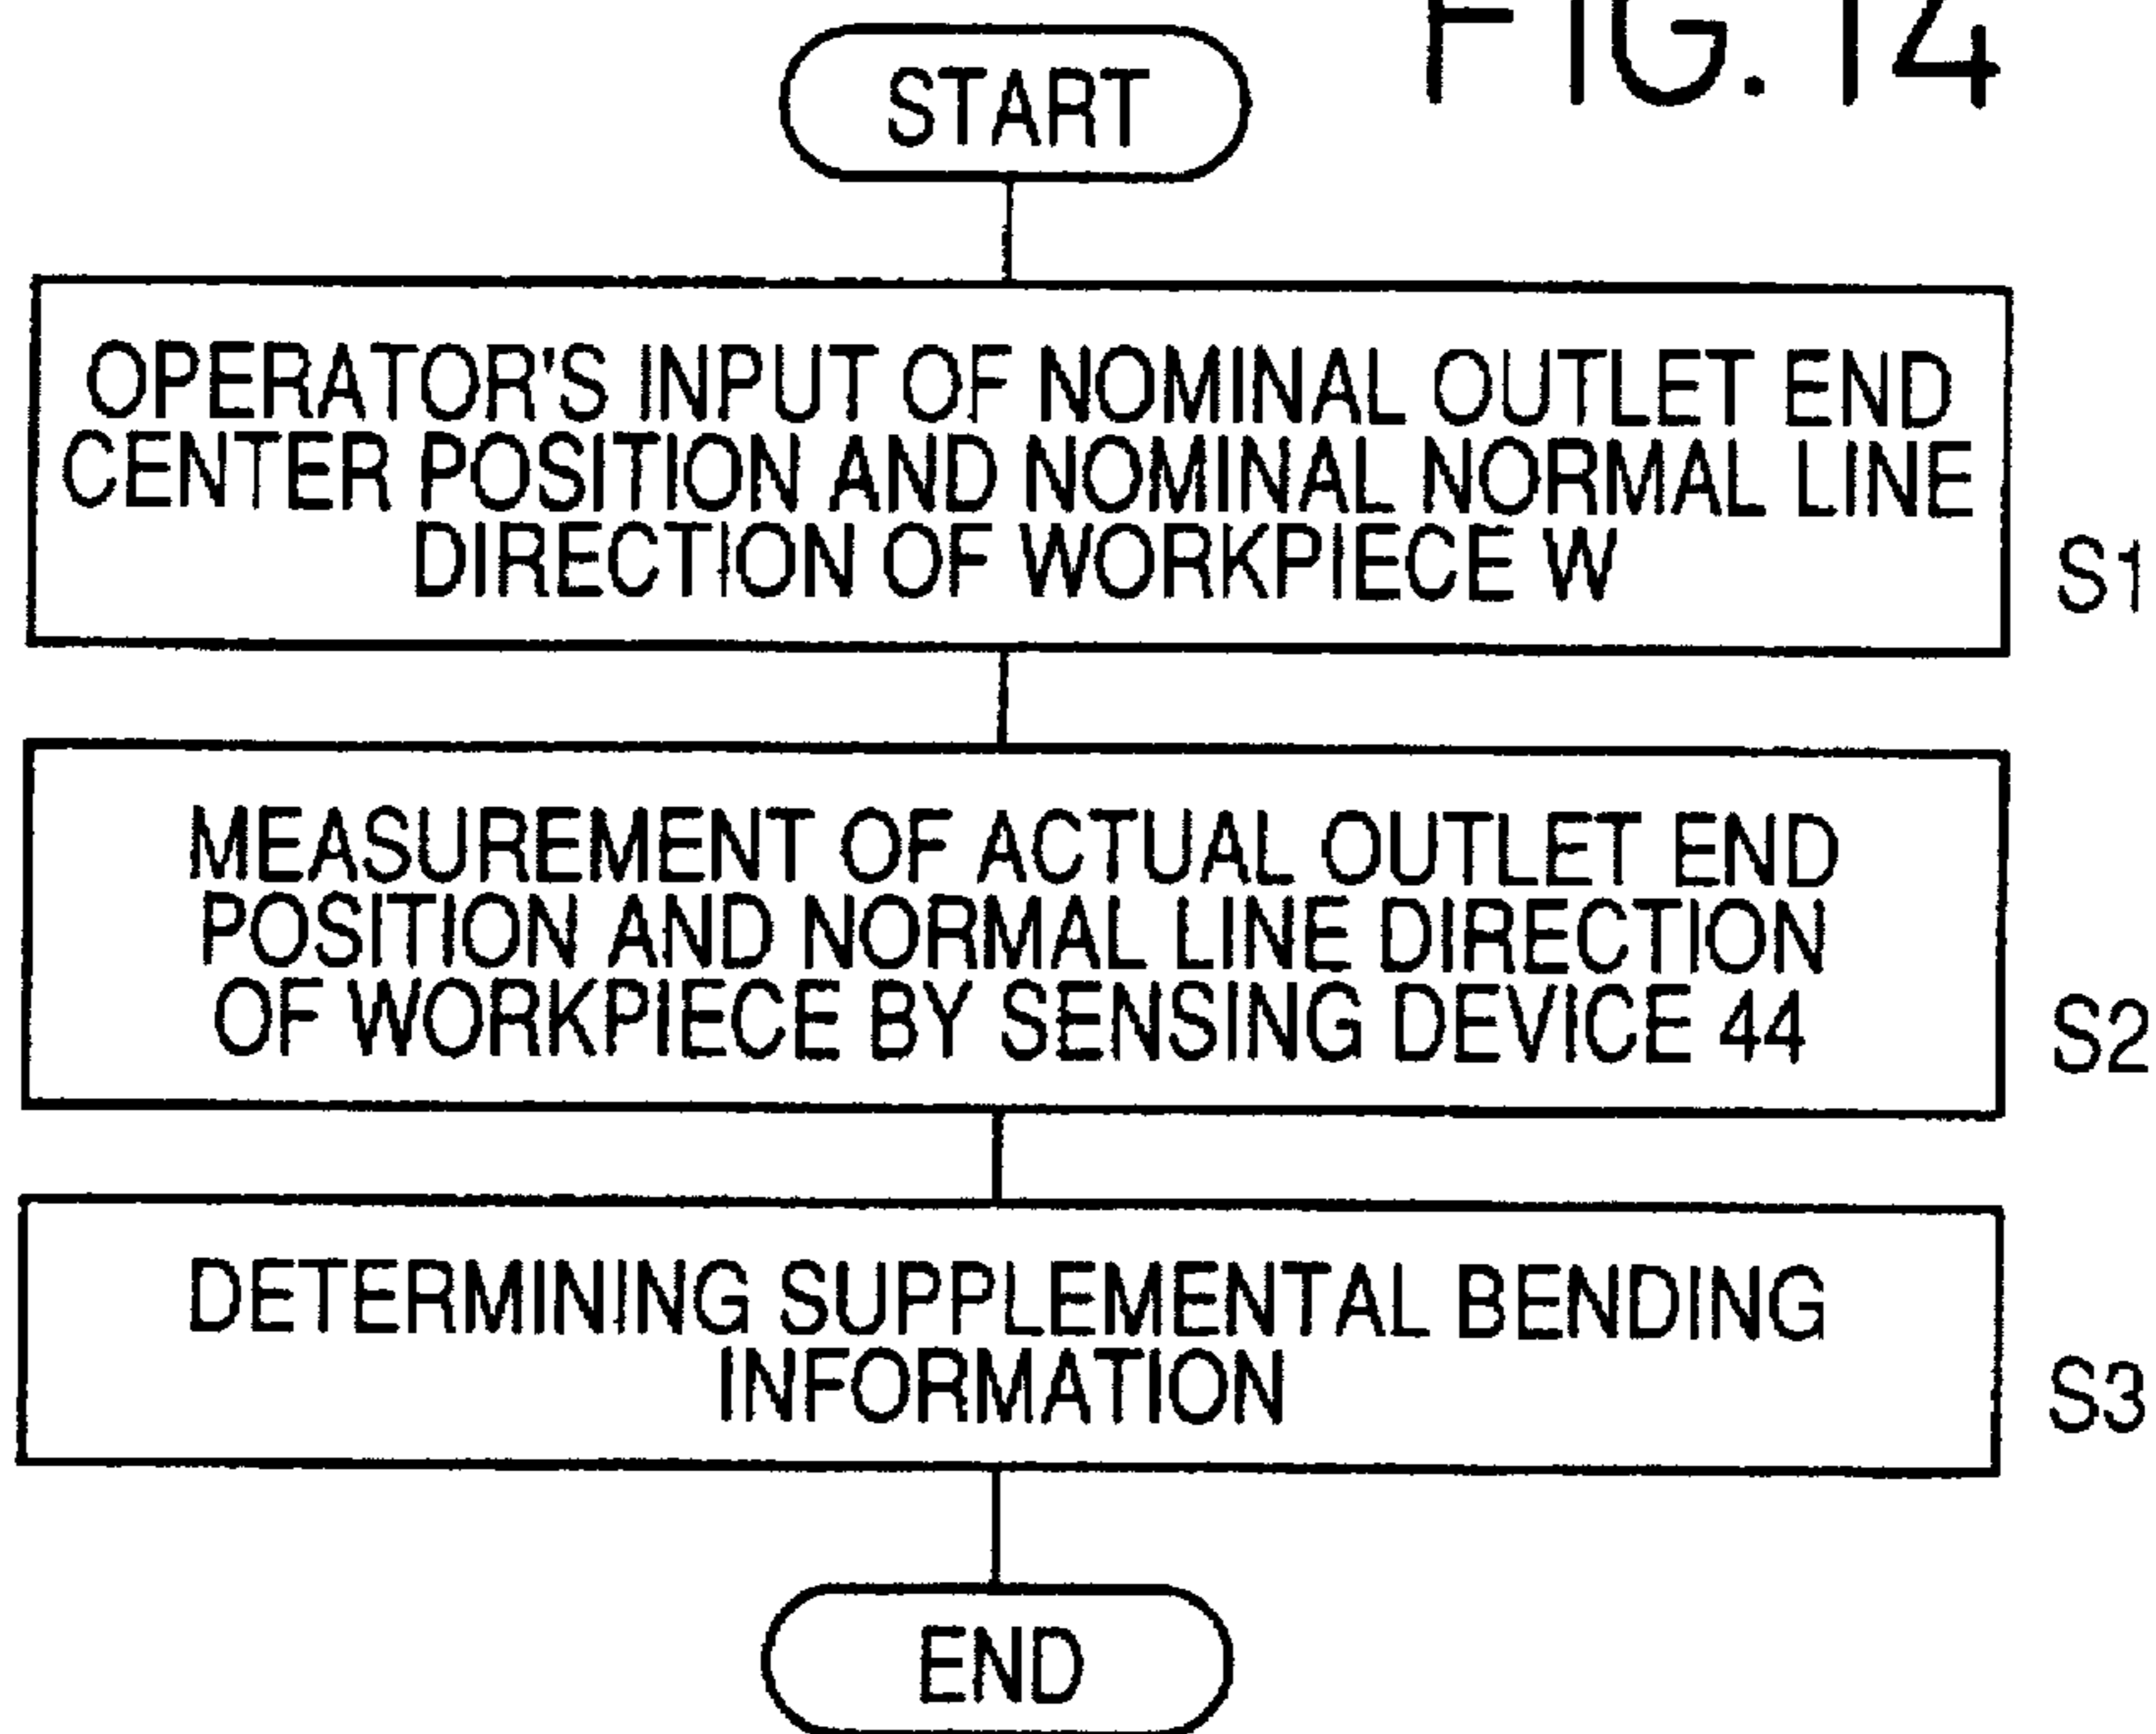 FIG. 14
START
OPERATOR'S INPUT OF NOMINAL OUTLET END
CENTER POSITION AND NOMINAL NORMAL LINE
DIRECTION OF WORKPIECE W
S1
MEASUREMENT OF ACTUAL OUTLET END
POSITION AND NORMAL LINE DIRECTION
OF WORKPIECE BY SENSING DEVICE 44
S2
DETERMINING SUPPLEMENTAL BENDING
INFORMATION
S3
END